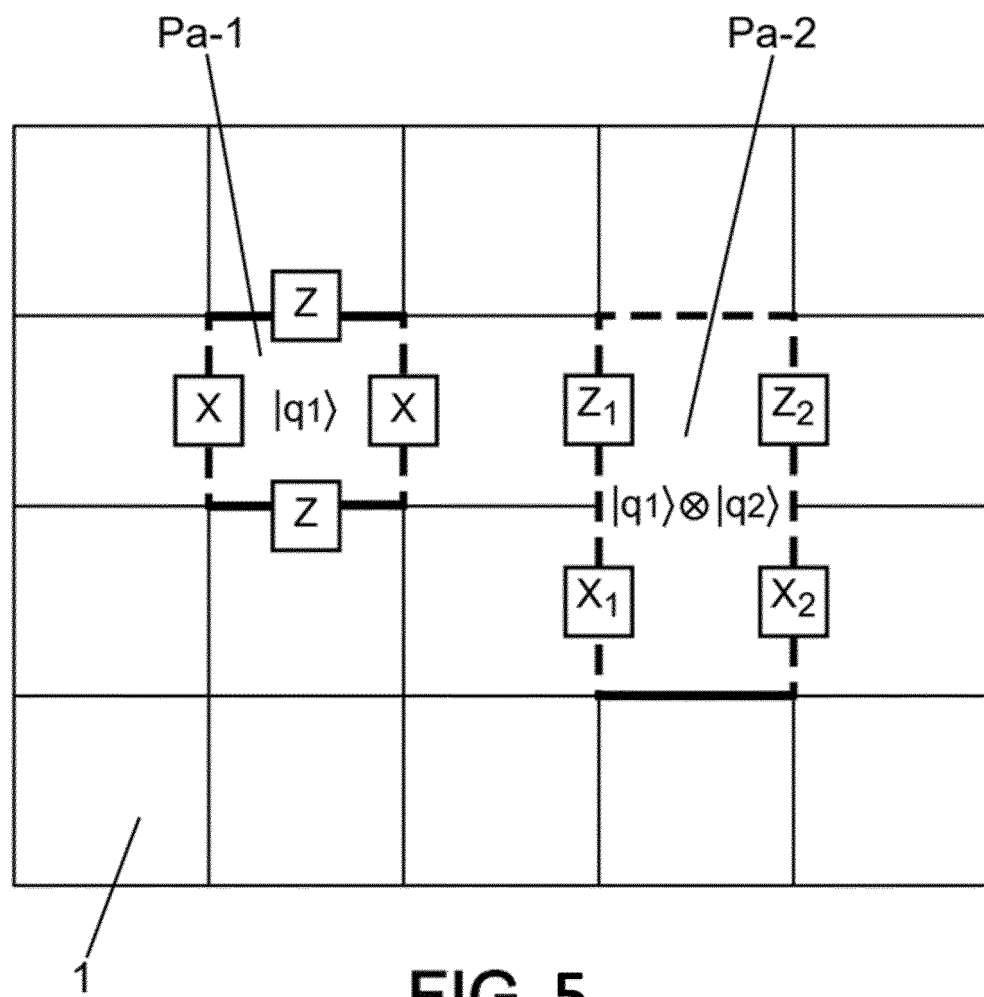 Pa-1 Pa-2
Z
X |q1⟩ X Z1 Z2
Z |q1⟩⊗|q2⟩
X1 X2
1
FIG. 5